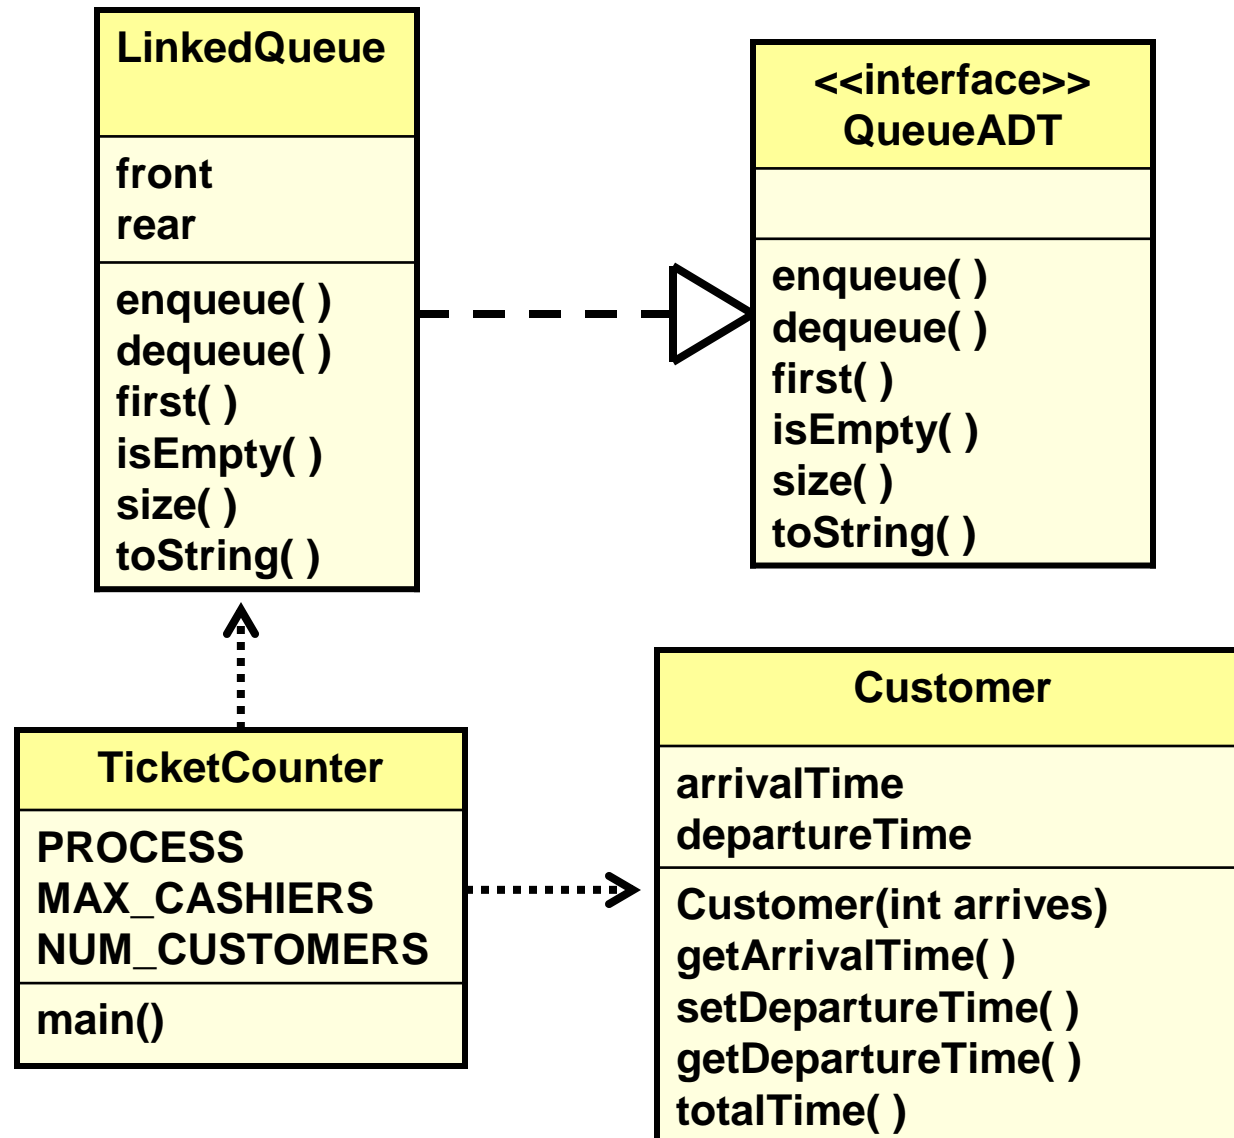 LinkedQueue
front
rear
enqueue( )
dequeue( )
first( )
isEmpty( )
size( )
toString( )
<<interface>>
QueueADT
enqueue( )
dequeue( )
first( )
isEmpty( )
size( )
toString( )
TicketCounter
PROCESS
MAX_CASHIERS
NUM_CUSTOMERS
main()
Customer
arrivalTime
departureTime
Customer(int arrives)
getArrivalTime( )
setDepartureTime( )
getDepartureTime( )
totalTime( )